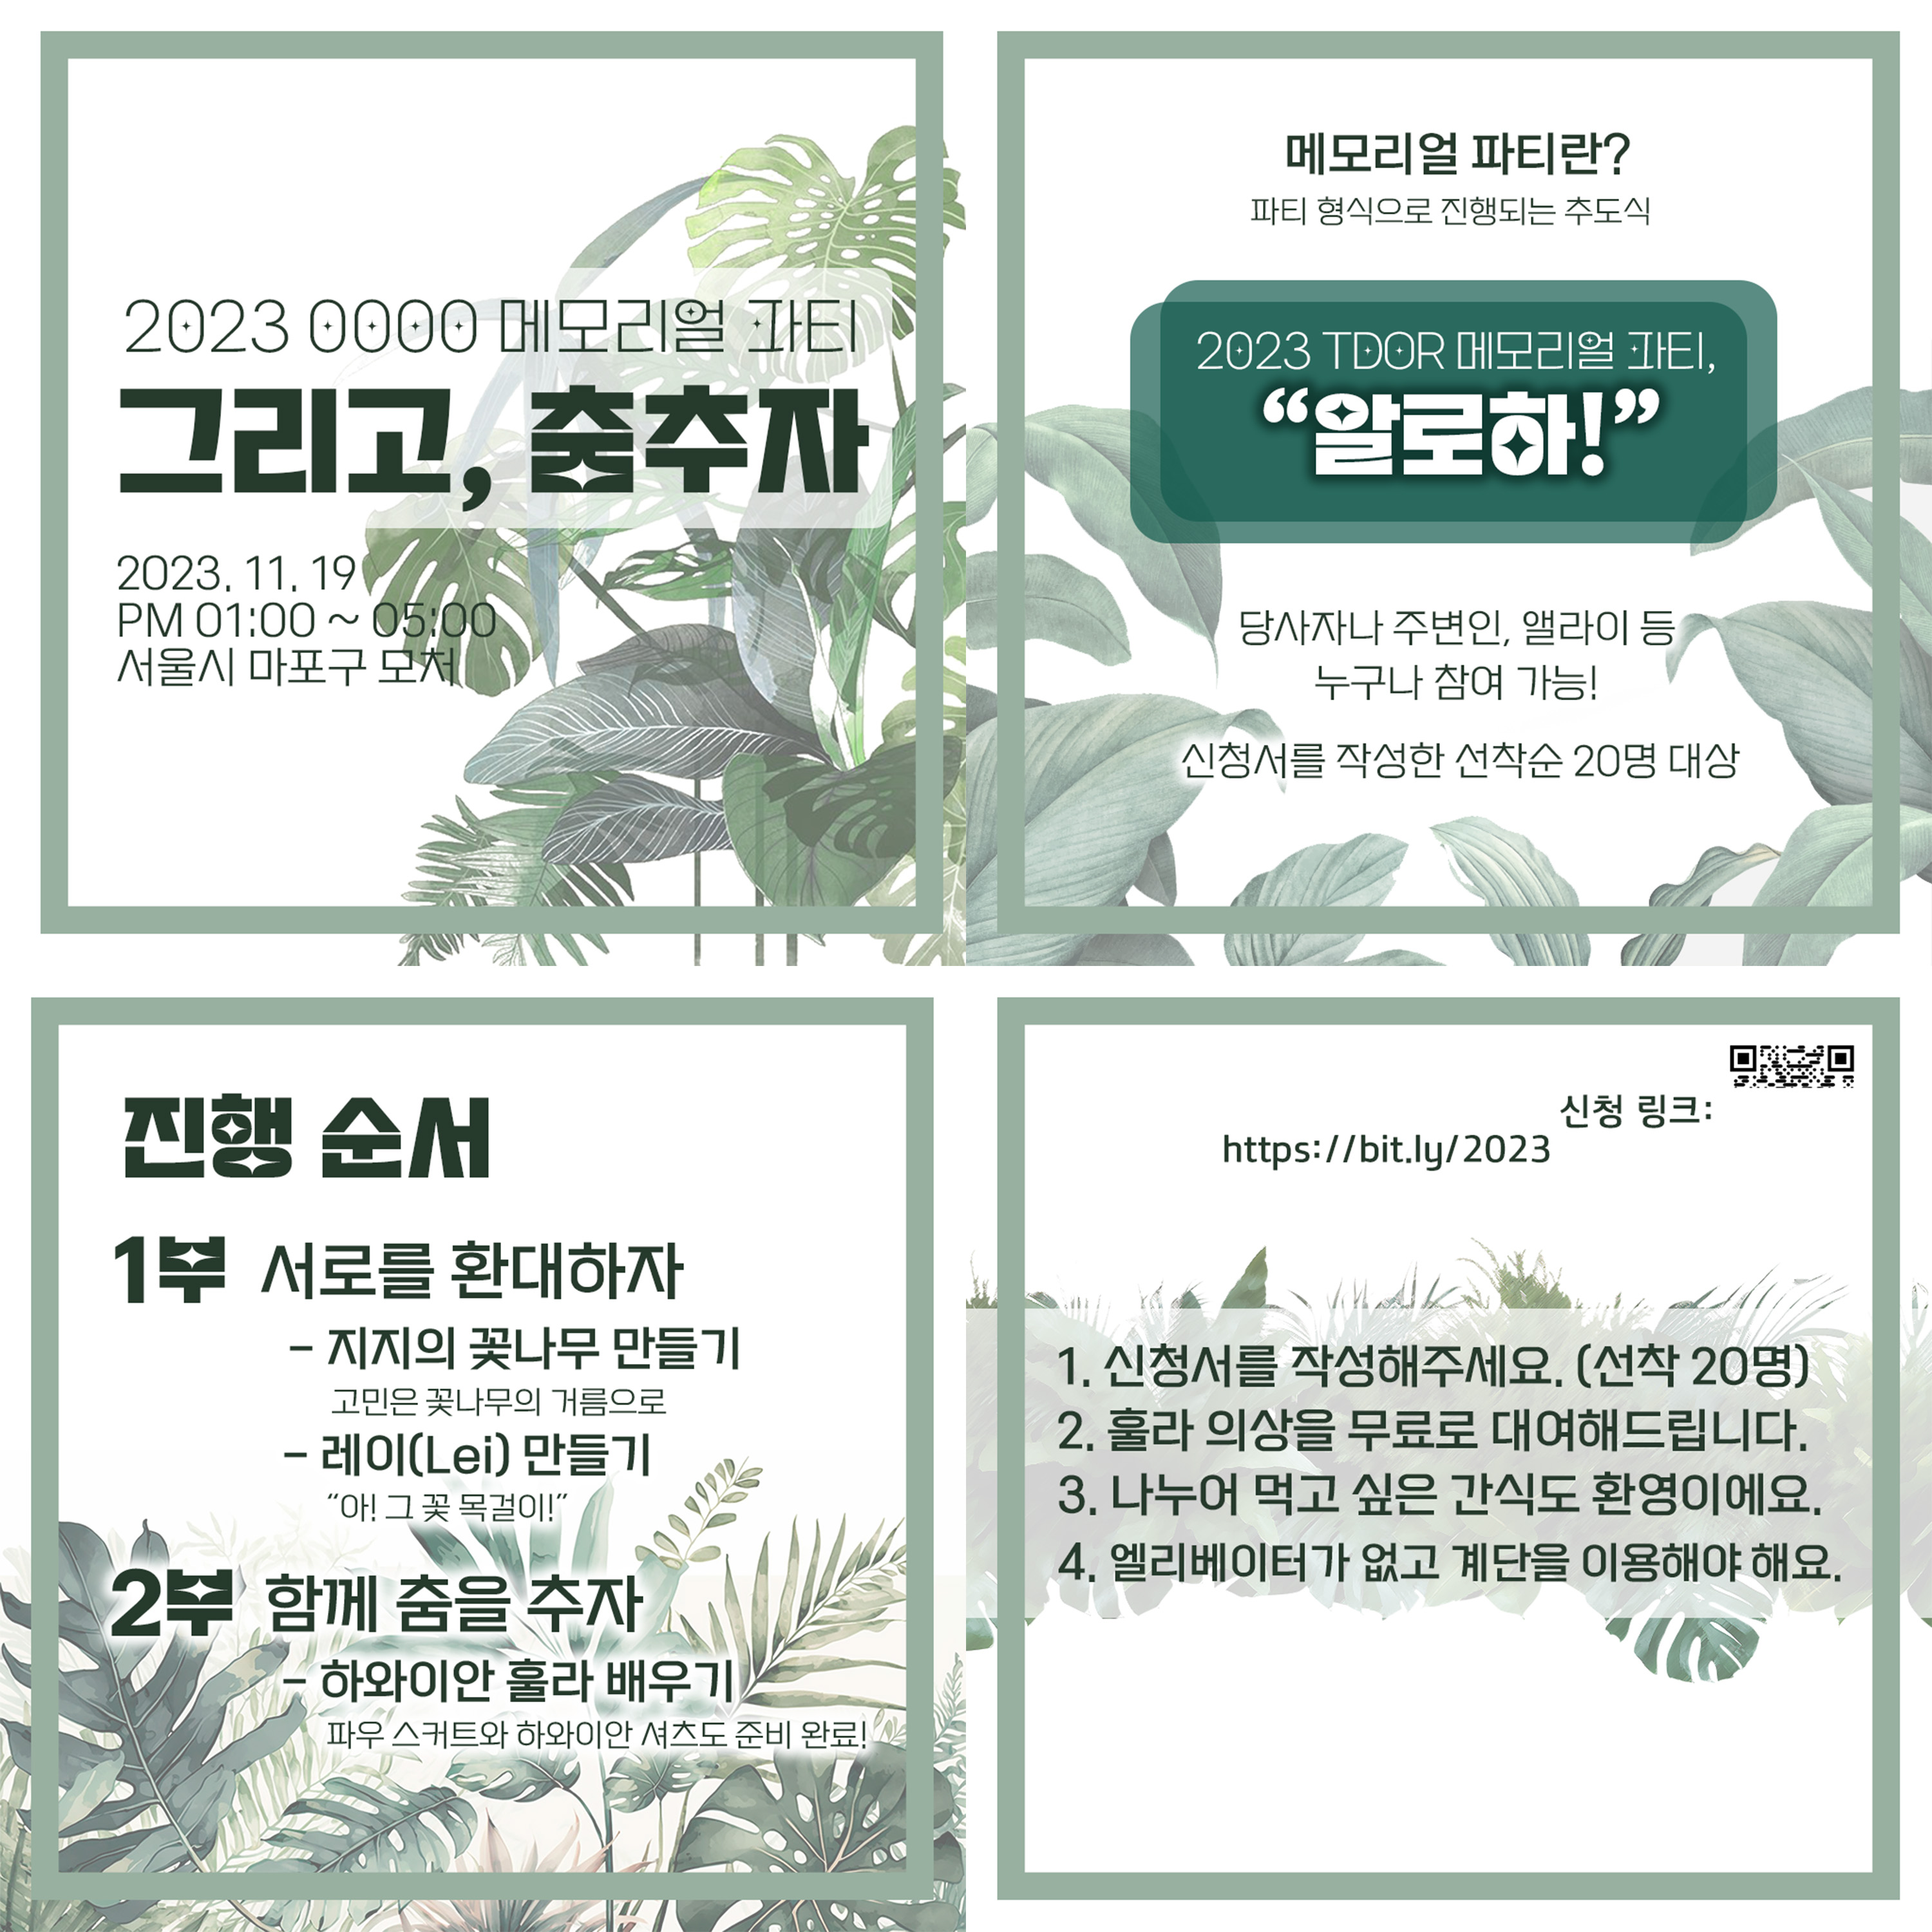 2023 0000 메모리얼 파티
그리고, 춤추자
2023. 11. 19
PM 01:00 ~ 05:00
서울시 마포구 모처
메모리얼 파티란?
파티 형식으로 진행되는 추도식
2023 TDOR 메모리얼 파티,
“알로하!”
당사자나 주변인, 앨라이 등
누구나 참여 가능!
신청서를 작성한 선착순 20명 대상
진행 순서
1부 서로를 환대하자
- 지지의 꽃나무 만들기
고민은 꽃나무의 거름으로
- 레이(Lei) 만들기
“아! 그 꽃 목걸이!”
2부 함께 춤을 추자
- 하와이안 훌라 배우기
파우 스커트와 하와이안 셔츠도 준비 완료!
신청 링크:
https://bit.ly/2023
1. 신청서를 작성해주세요. (선착 20명)
2. 훌라 의상을 무료로 대여해드립니다.
3. 나누어 먹고 싶은 간식도 환영이에요.
4. 엘리베이터가 없고 계단을 이용해야 해요.